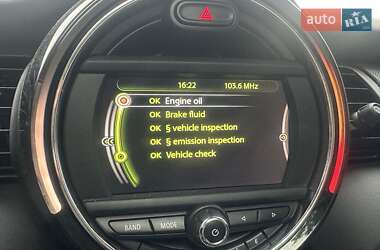 auto RIA
16:22 103.6 MHz
OK Engine oil
OK Brake fluid
OK § vehicle inspection
OK § emission inspection
OK Vehicle check
BAND MODE